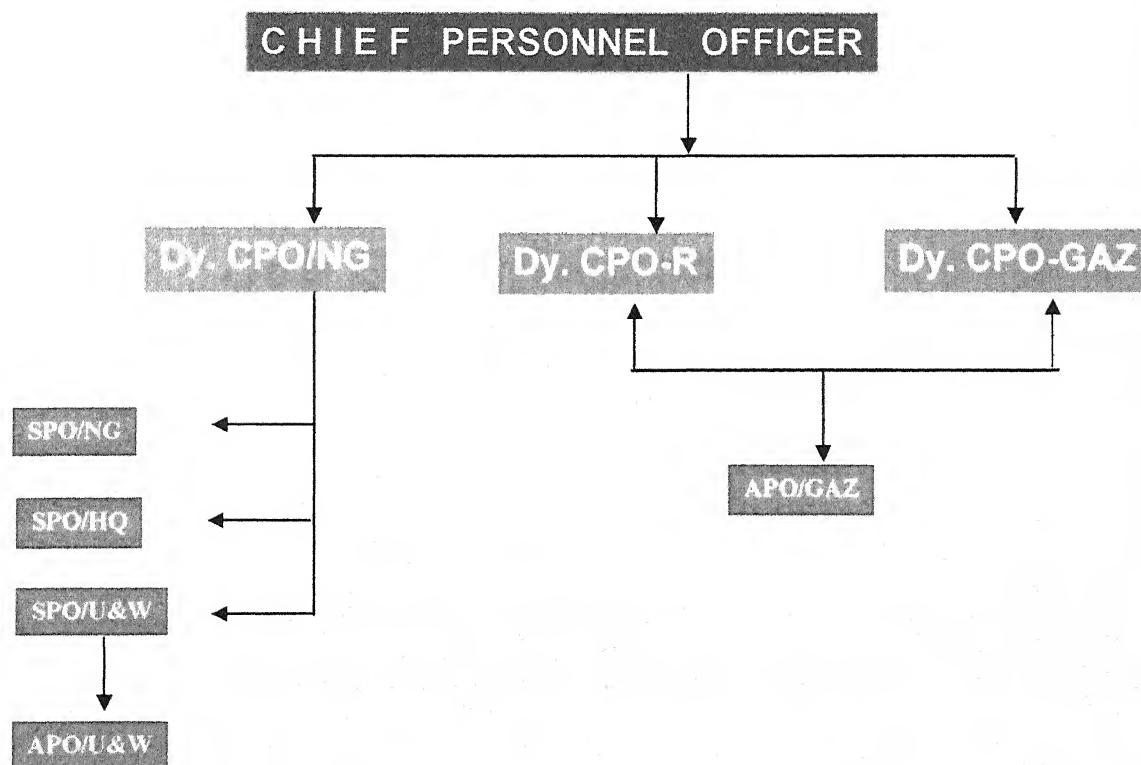 CHIEF PERSONNEL OFFICER
Dy. CPO/NG
Dy. CPO-R
Dy. CPO-GAZ
SPO/NG
APO/GAZ
SPO/HQ
SPO/U&W
APO/U&W